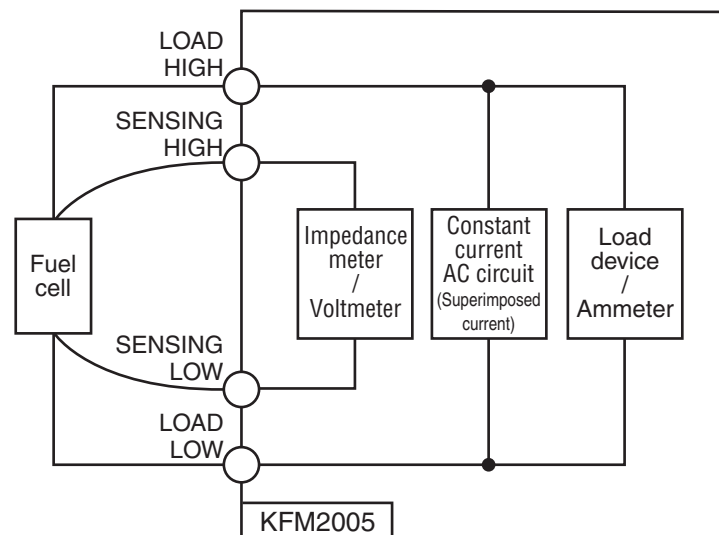 LOAD
HIGH
SENSING
HIGH
Fuel
cell
Impedance
meter
/
Voltmeter
Constant
current
AC circuit
(Superimposed
current)
Load
device
/
Ammeter
SENSING
LOW
LOAD
LOW
KFM2005